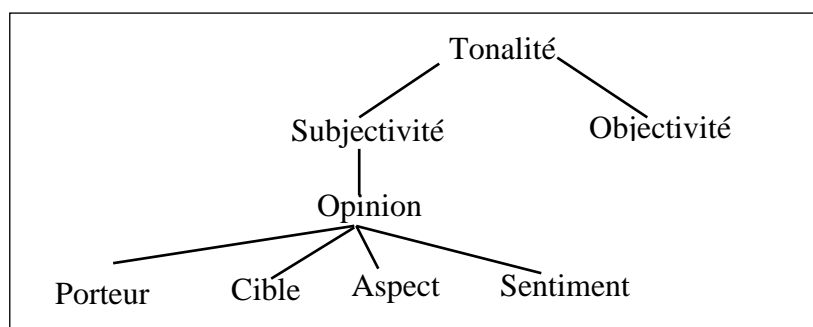 Tonalité
Subjectivité Objectivité
Opinion
Porteur Cible Aspect Sentiment